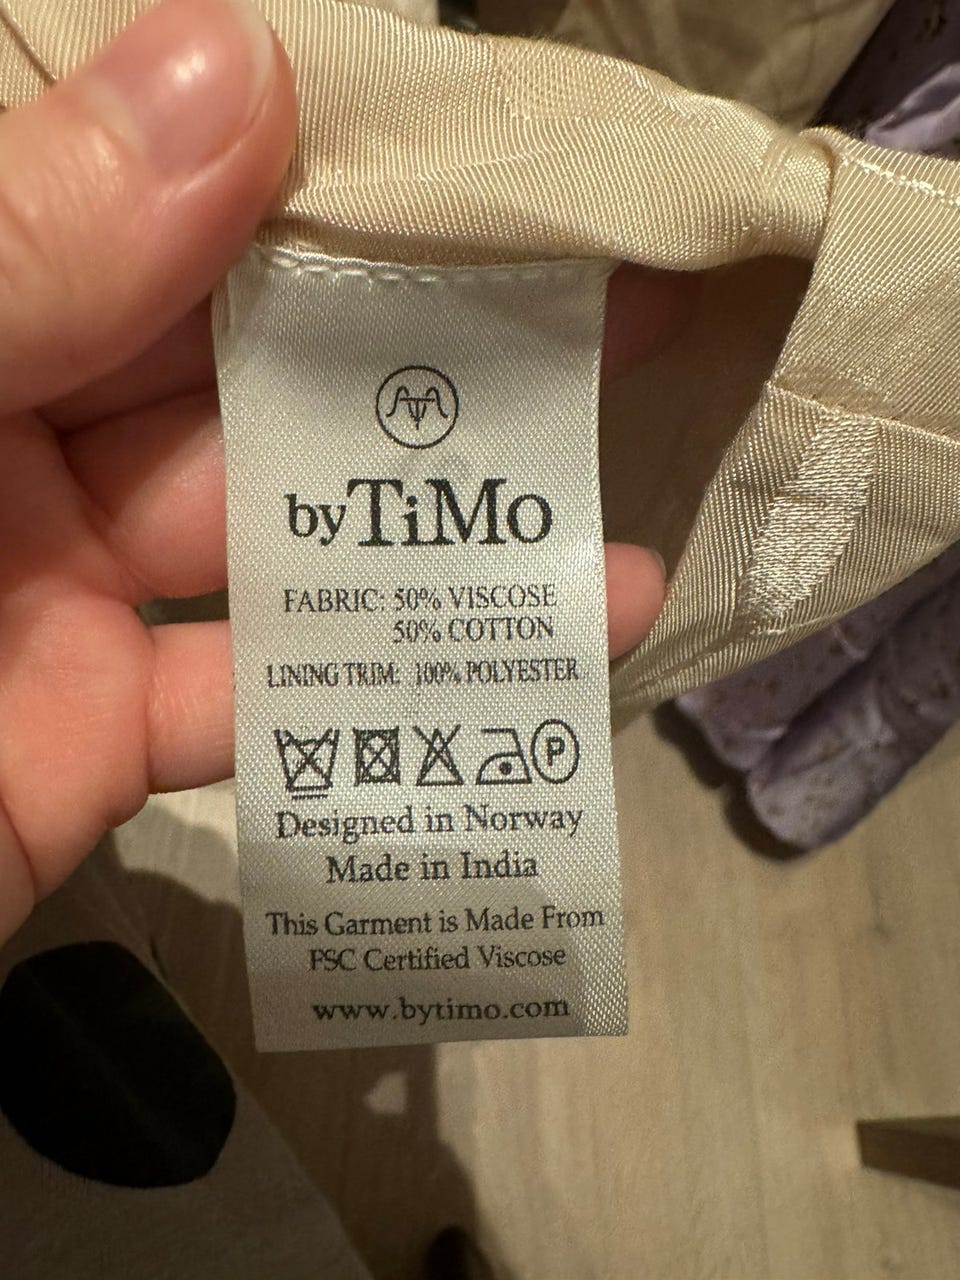 byTiMo
FABRIC: 50% VISCOSE
50% COTTON
LINING TRIM: 100% POLYESTER
P
Designed in Norway
Made in India
This Garment is Made From
FSC Certified Viscose
www.bytimo.com